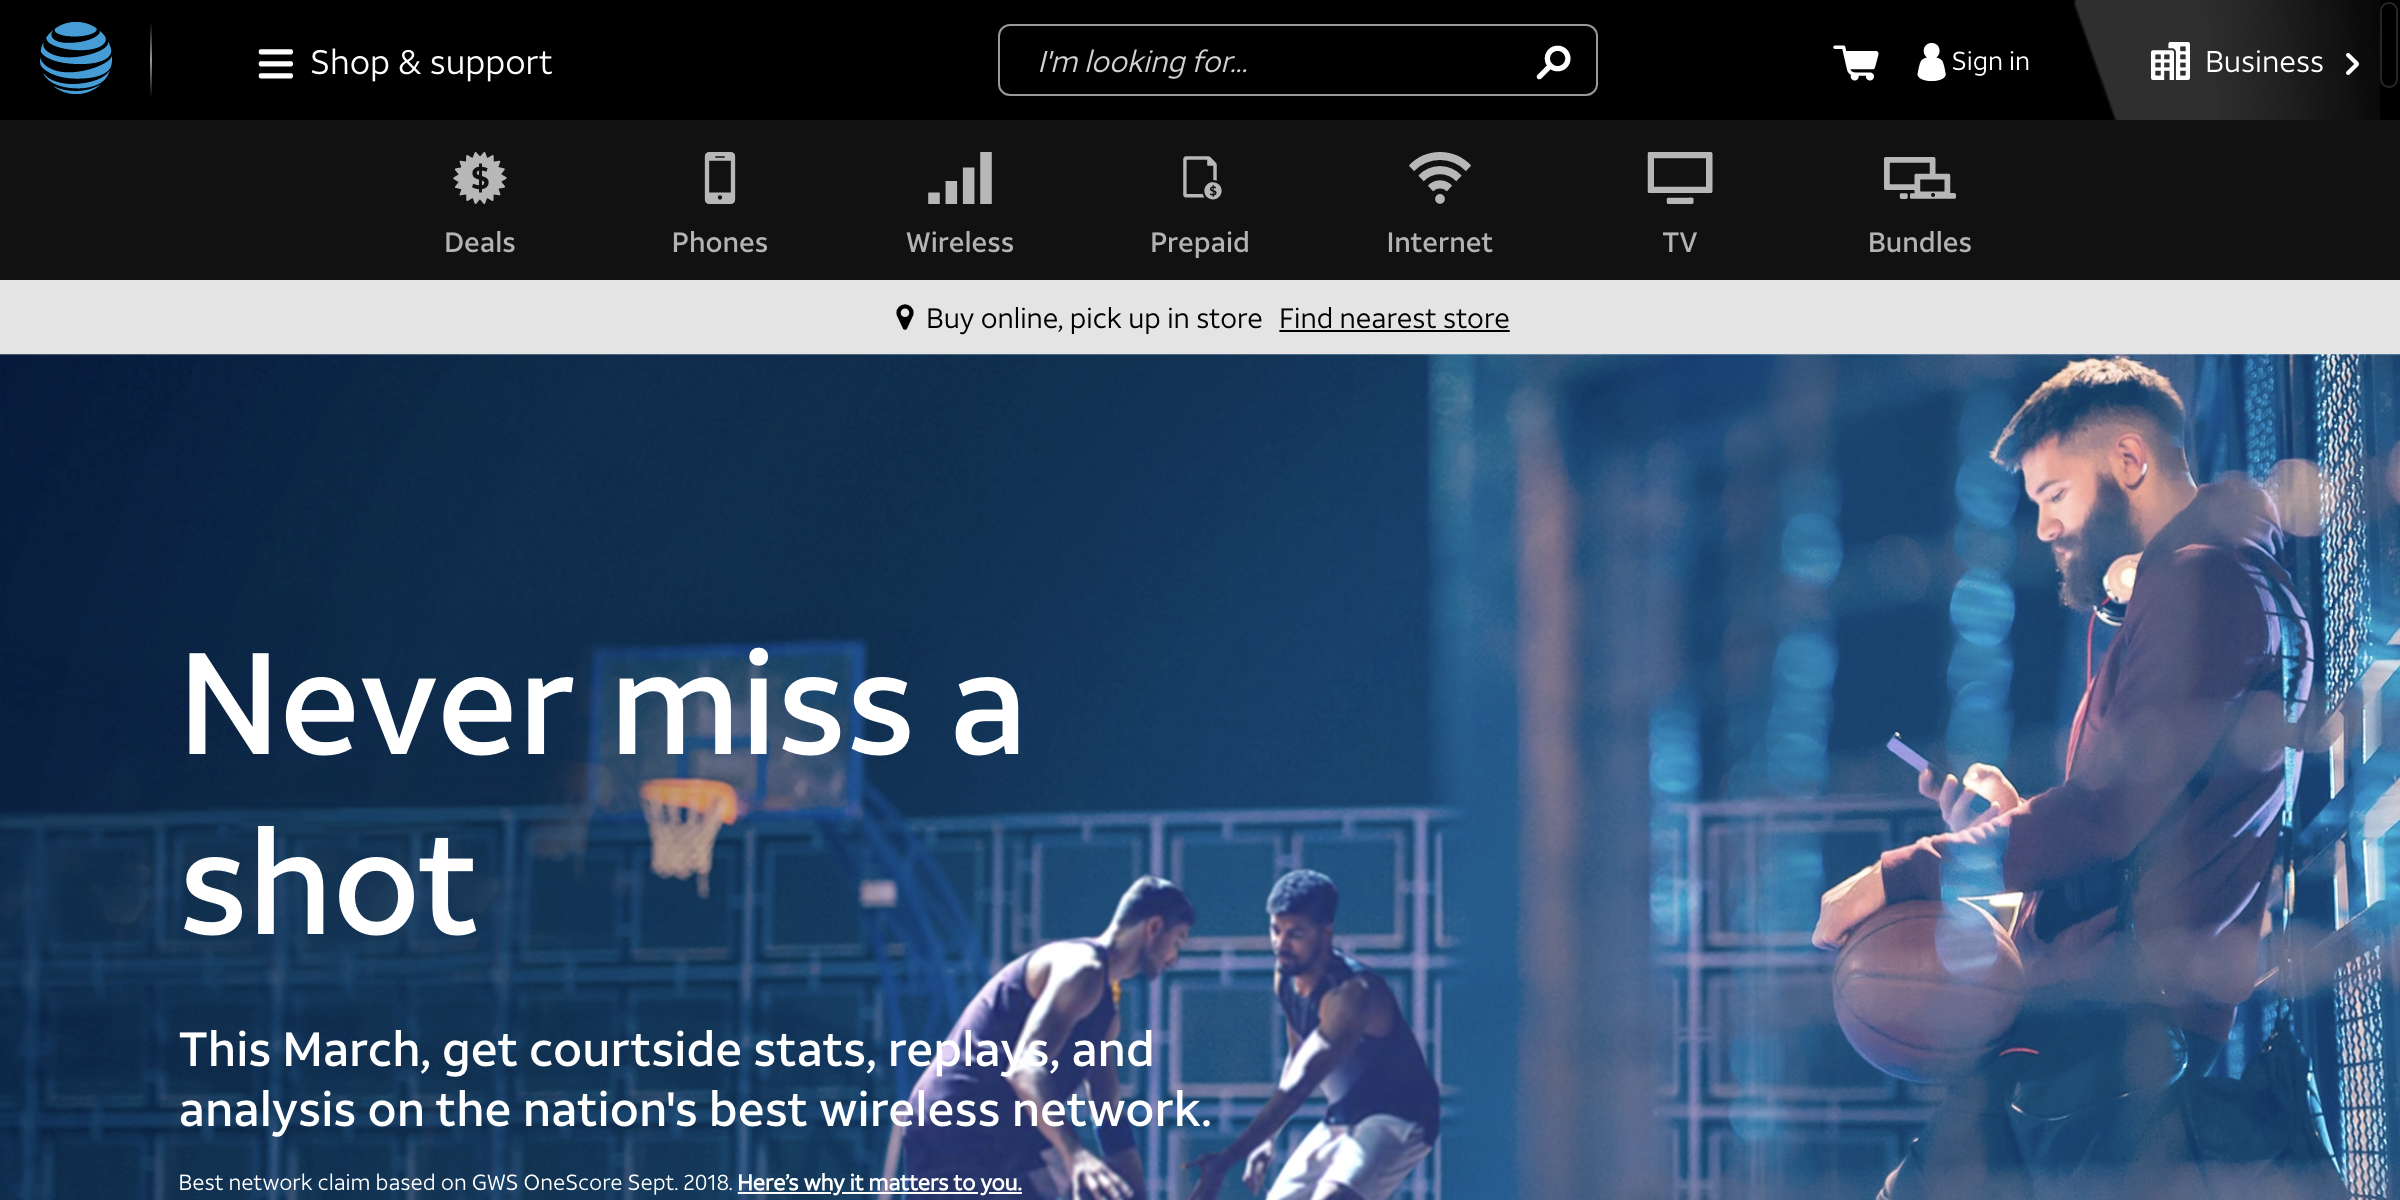 Shop & support
I'm looking for...
Sign in
Business
Deals
Phones
Wireless
Prepaid
Internet
TV
Bundles
Buy online, pick up in store Find nearest store
Never miss a
shot
This March, get courtside stats, replays, and
analysis on the nation's best wireless network.
Best network claim based on GWS OneScore Sept. 2018. Here's why it matters to you.